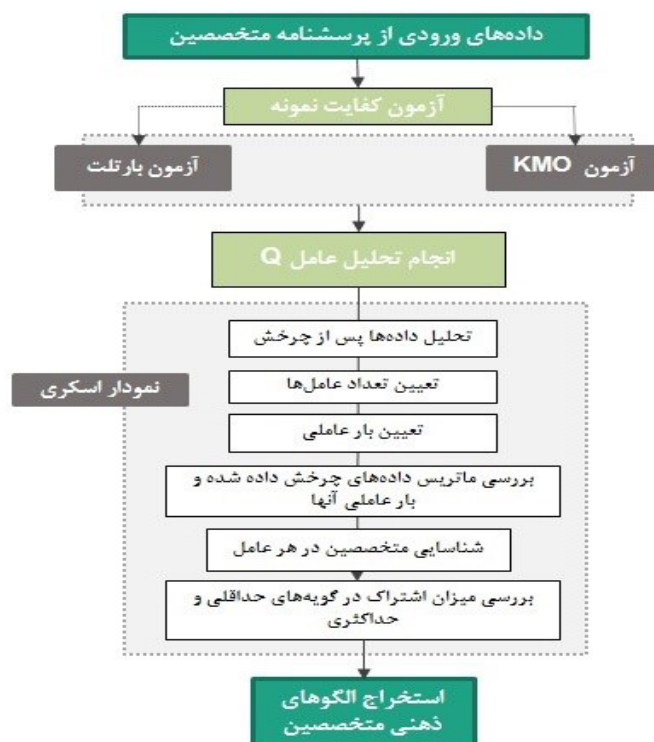 داده‌های ورودی از پرسشنامه متخصصین
آزمون کفایت نمونه
آزمون KMO
آزمون بارتلت
انجام تحلیل عامل Q
تحلیل داده‌ها پس از چرخش
نمودار اسکری
تعیین تعداد عامل‌ها
تعیین بار عاملی
بررسی ماتریس داده‌های چرخش داده شده و
بار عاملی آنها
شناسایی متخصصین در هر عامل
بررسی میزان اشتراک در گویه‌های حداقلی و
حداکثری
استخراج الگوهای
ذهنی متخصصین